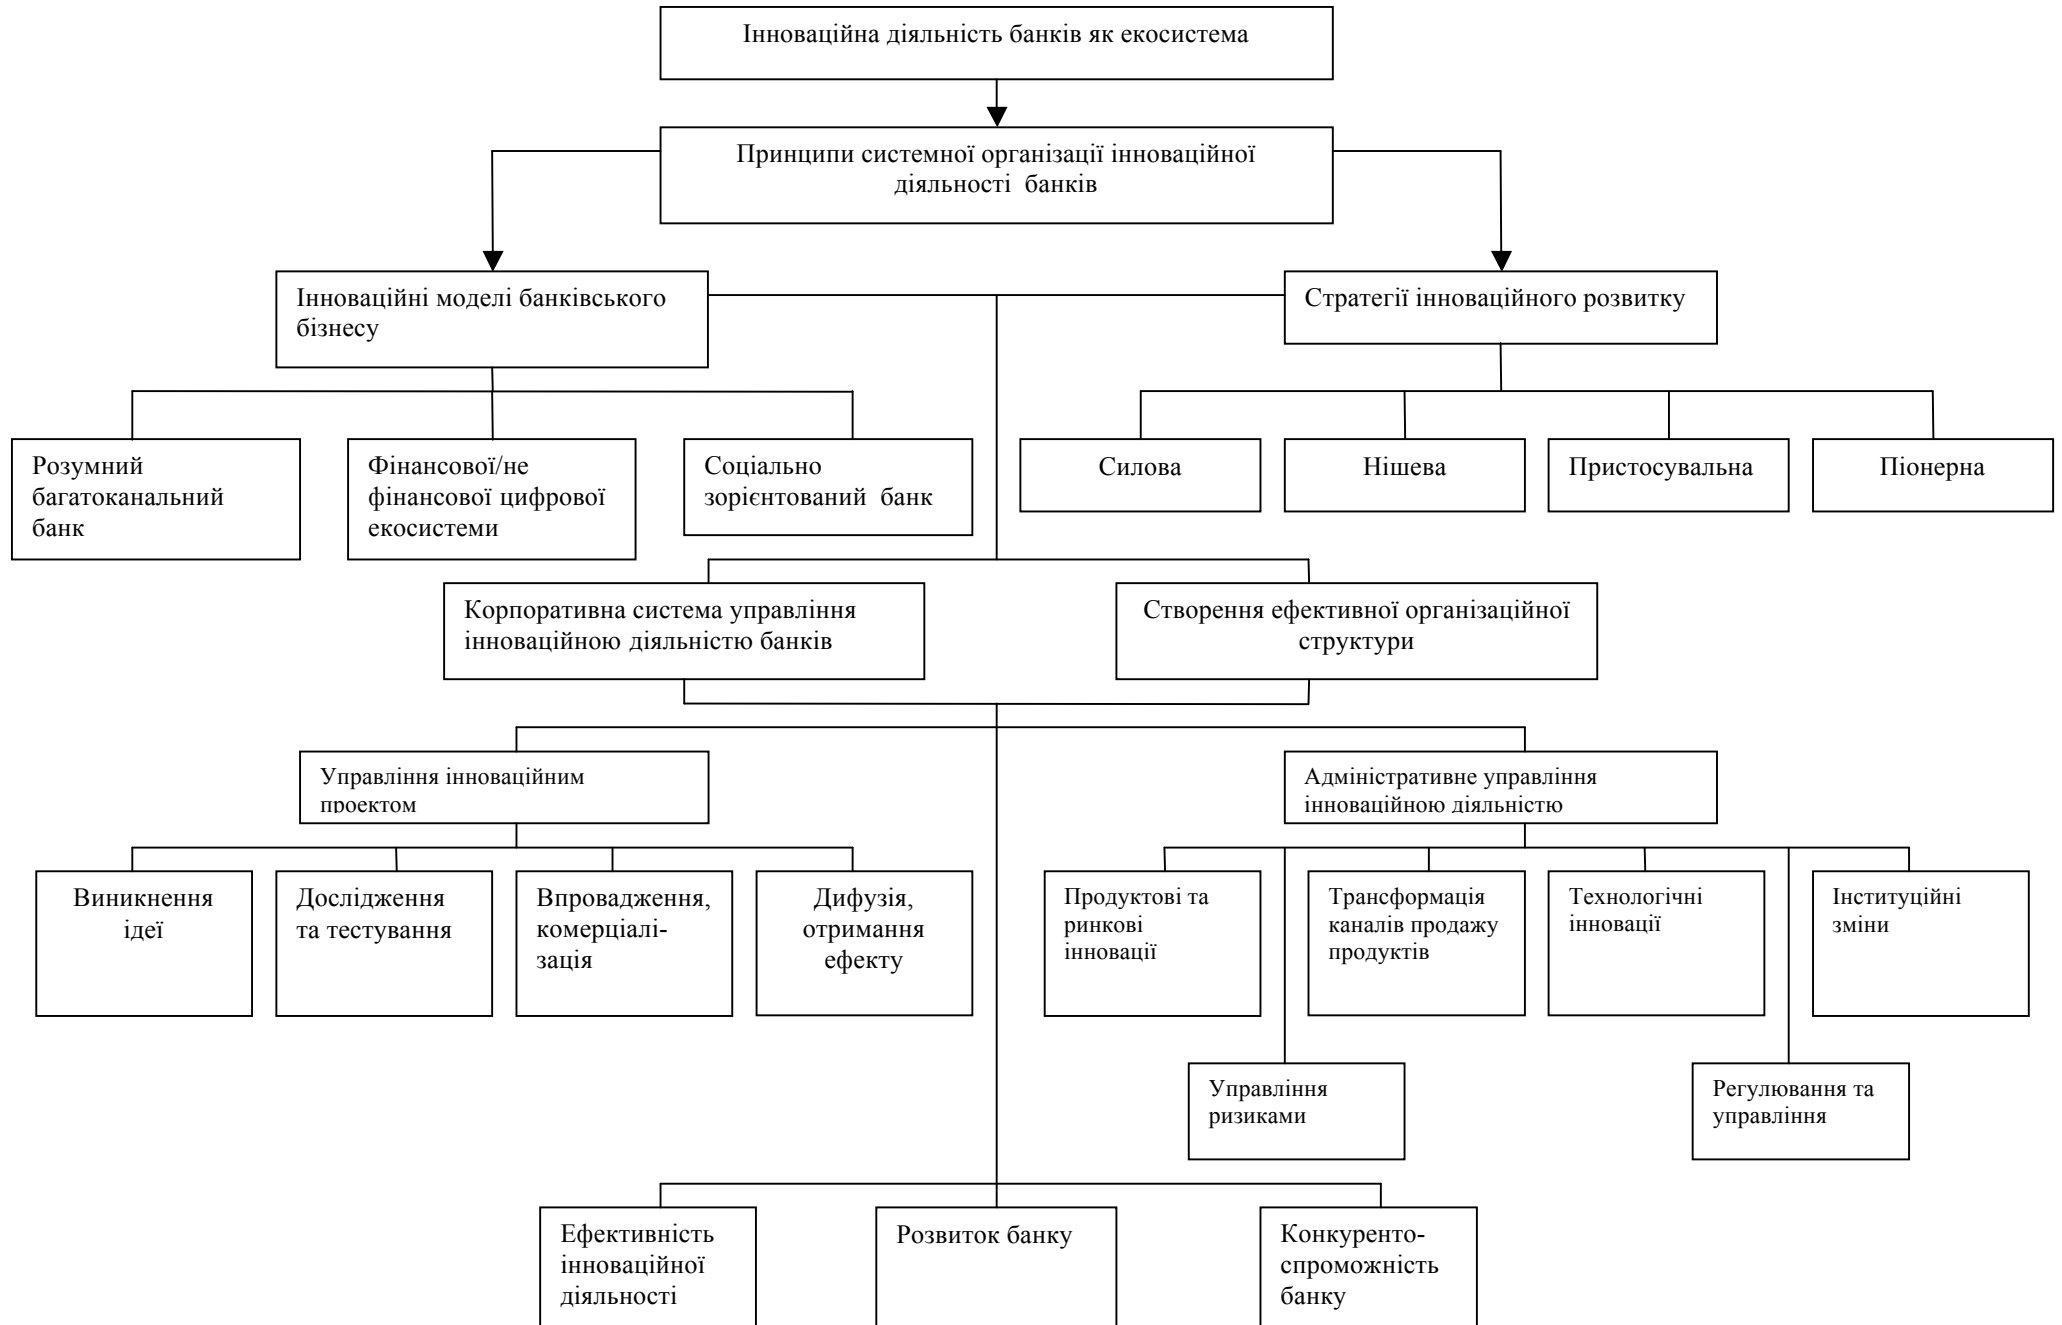 Інноваційна діяльність банків як екосистема
Принципи системної організації інноваційної
діяльності банків
Інноваційні моделі банківського
бізнесу
Стратегії інноваційного розвитку
Розумний
багатоканальний
банк
Фінансової/не
фінансової цифрової
екосистеми
Соціально
зорієнтований банк
Силова
Нішева
Пристосувальна
Піонерна
Корпоративна система управління
інноваційною діяльністю банків
Створення ефективної організаційної
структури
Управління інноваційним
проектом
Адміністративне управління
інноваційною діяльністю
Виникнення
ідеї
Дослідження
та тестування
Впровадження,
комерціалі-
зація
Дифузія,
отримання
ефекту
Продуктові та
ринкові
інновації
Трансформація
каналів продажу
продуктів
Технологічні
інновації
Інституційні
зміни
Управління
ризиками
Регулювання та
управління
Ефективність
інноваційної
діяльності
Розвиток банку
Конкуренто-
спроможність
банку